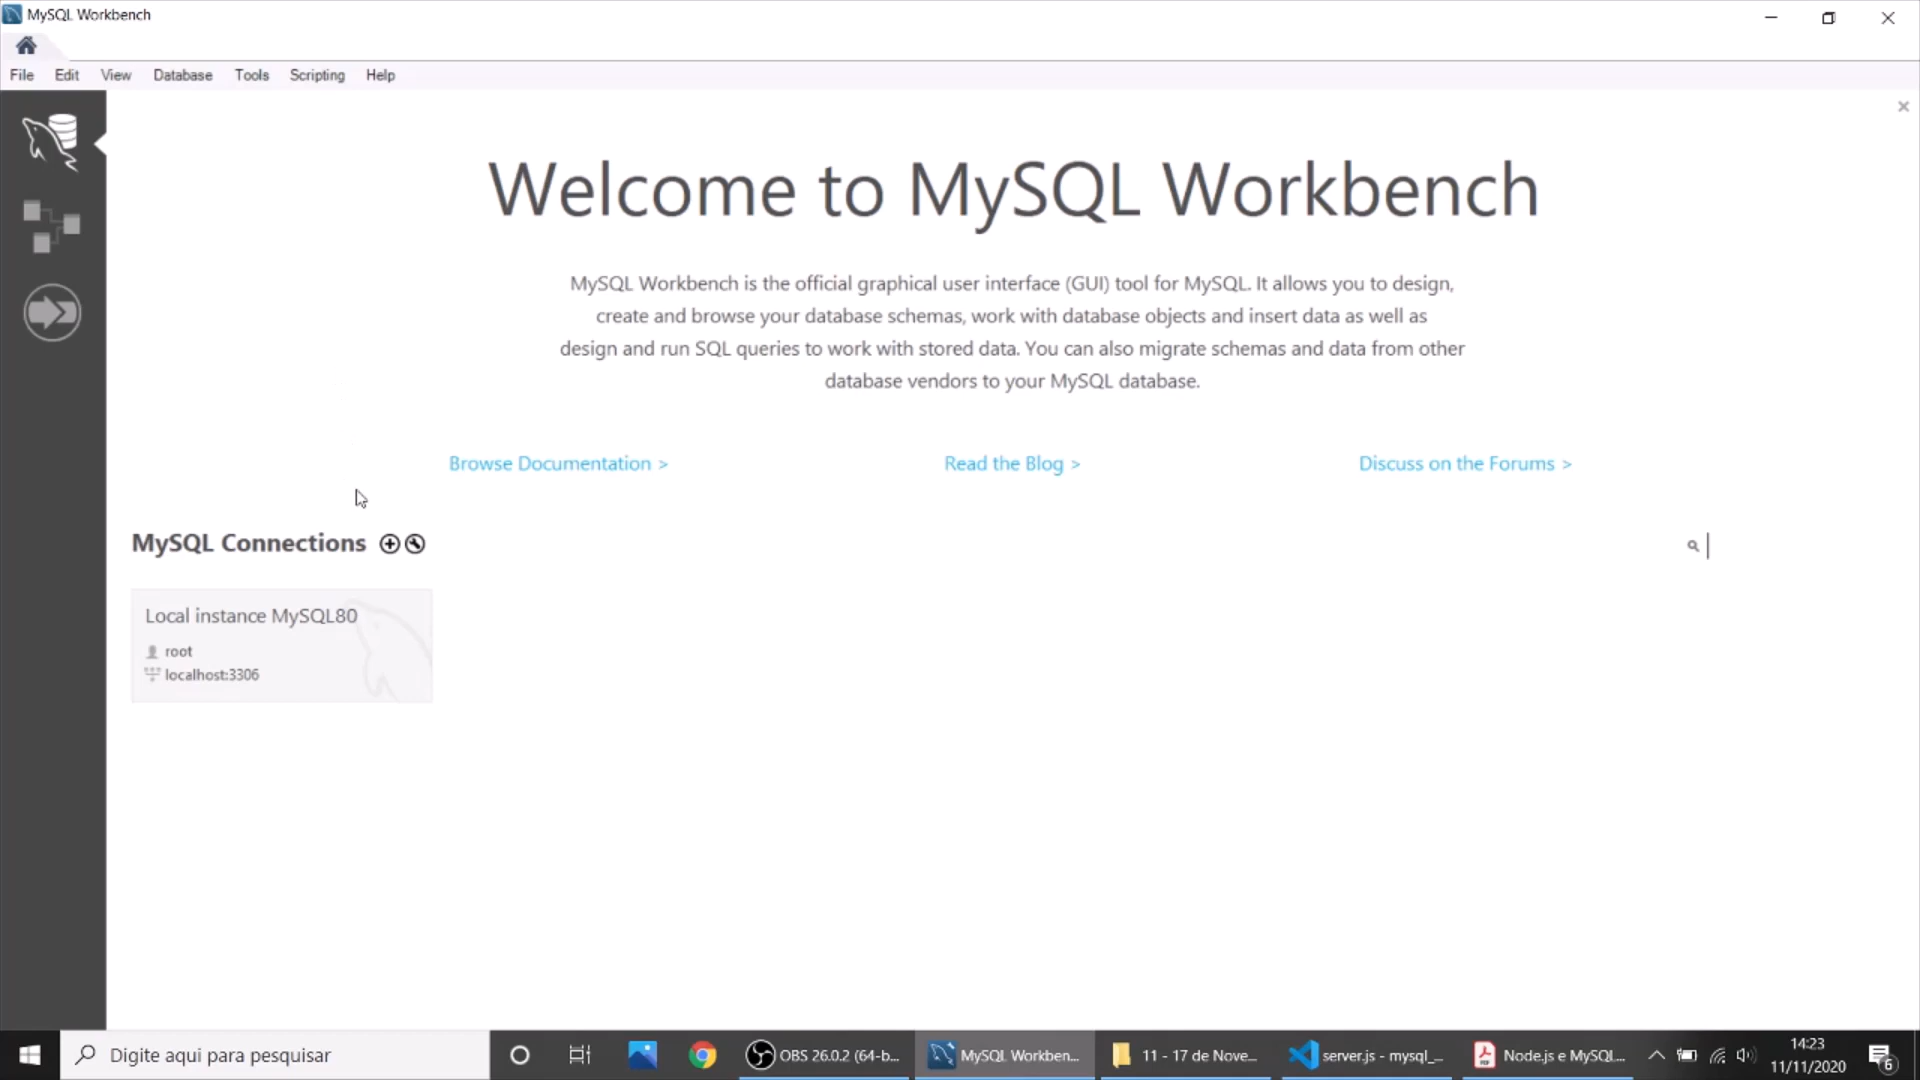 MySQL Workbench
File Edit View Database Tools Scripting Help
Welcome to MySQL Workbench
MySQL Workbench is the official graphical user interface (GUI) tool for MySQL. It allows you to design,
create and browse your database schemas, work with database objects and insert data as well as
design and run SQL queries to work with stored data. You can also migrate schemas and data from other
database vendors to your MySQL database.
Browse Documentation > Read the Blog > Discuss on the Forums >
MySQL Connections
Local instance MySQL80
root
localhost:3306
Digite aqui para pesquisar
OBS 26.0.2 (64-b...
MySQL Workben...
11 - 17 de Nove...
server.js - mysql_...
Node.js e MySQL...
14:23
11/11/2020
6